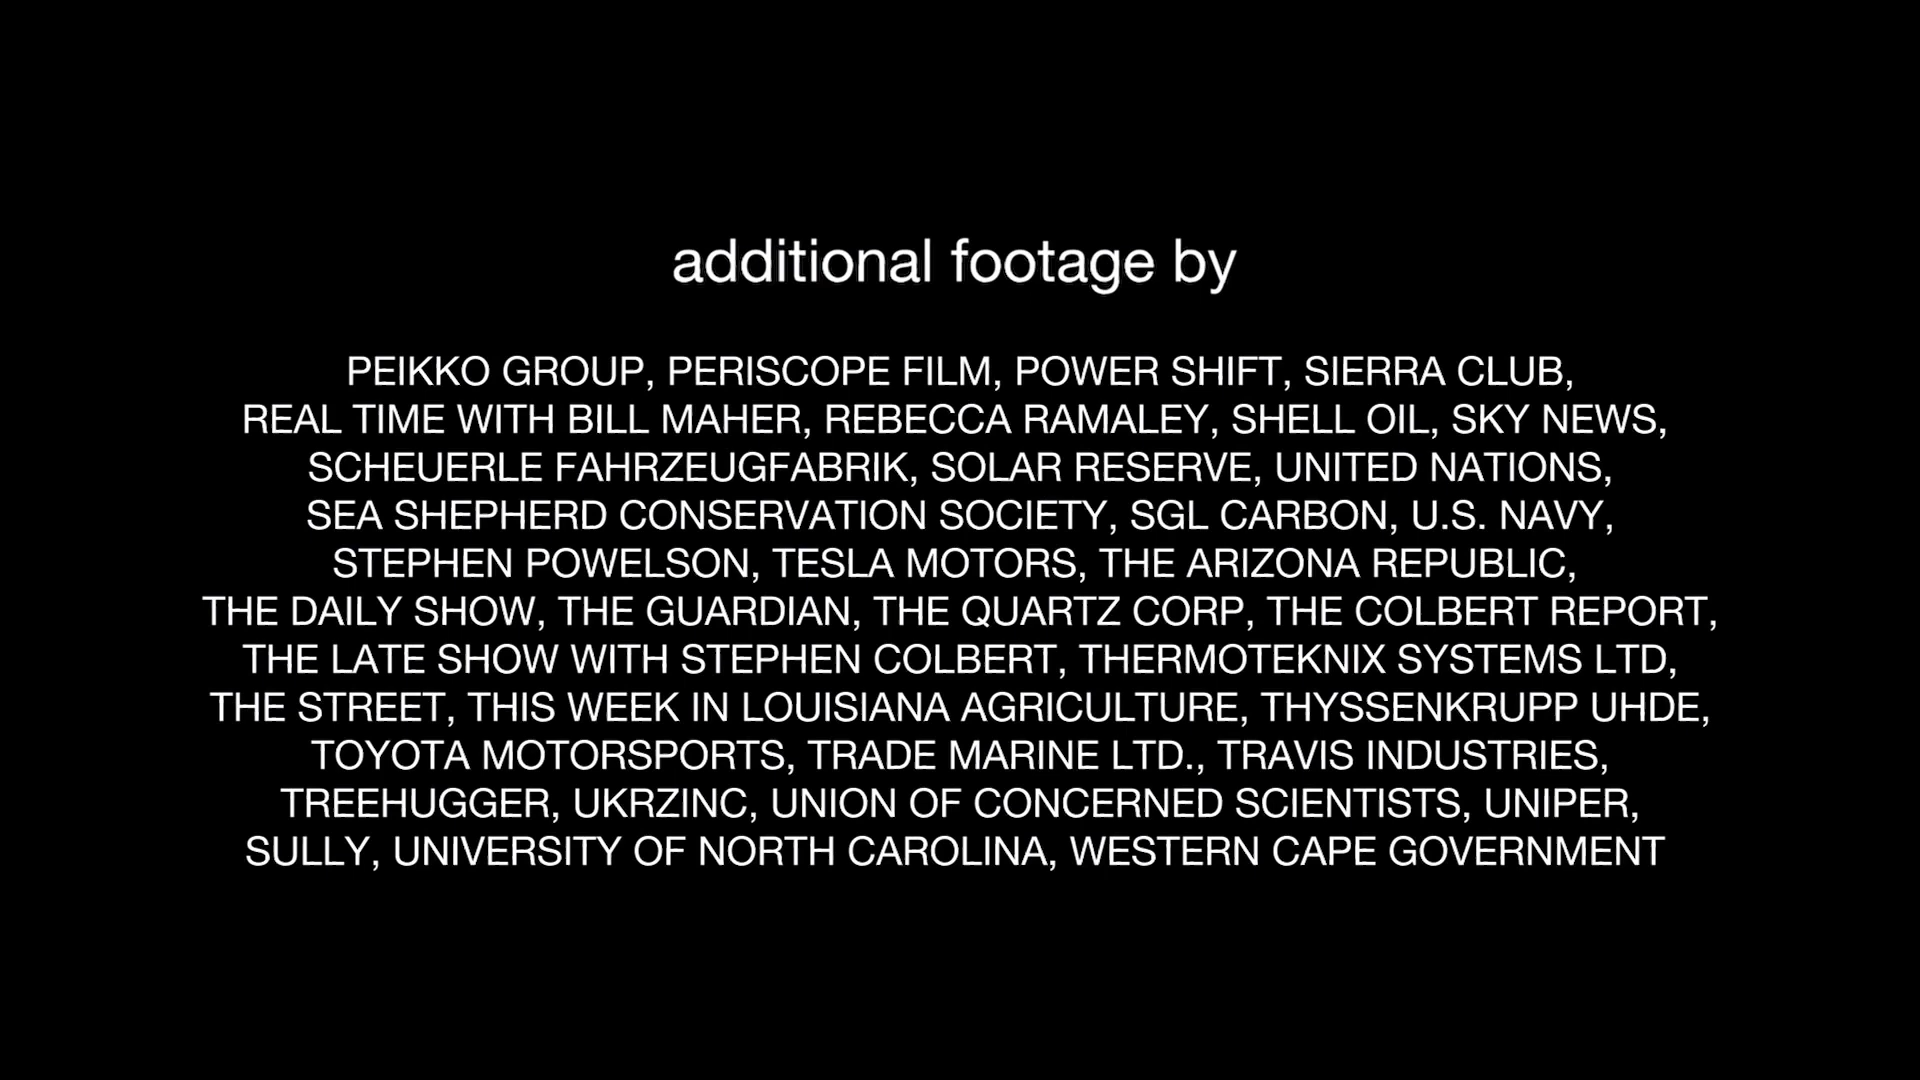 additional footage by
PEIKKO GROUP, PERISCOPE FILM, POWER SHIFT, SIERRA CLUB,
REAL TIME WITH BILL MAHER, REBECCA RAMALEY, SHELL OIL, SKY NEWS,
SCHEUERLE FAHRZEUGFABRIK, SOLAR RESERVE, UNITED NATIONS,
SEA SHEPHERD CONSERVATION SOCIETY, SGL CARBON, U.S. NAVY,
STEPHEN POWELSON, TESLA MOTORS, THE ARIZONA REPUBLIC,
THE DAILY SHOW, THE GUARDIAN, THE QUARTZ CORP, THE COLBERT REPORT,
THE LATE SHOW WITH STEPHEN COLBERT, THERMOTEKNIX SYSTEMS LTD,
THE STREET, THIS WEEK IN LOUISIANA AGRICULTURE, THYSSENKRUPP UHDE,
TOYOTA MOTORSPORTS, TRADE MARINE LTD., TRAVIS INDUSTRIES,
TREEHUGGER, UKRZINC, UNION OF CONCERNED SCIENTISTS, UNIPER,
SULLY, UNIVERSITY OF NORTH CAROLINA, WESTERN CAPE GOVERNMENT